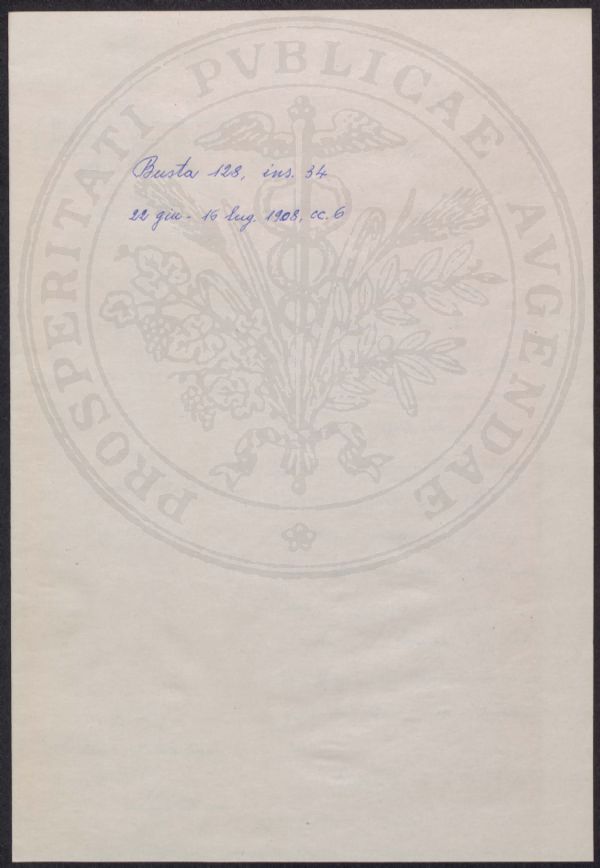 Busta 128, ins. 34
22 giu - 16 lug. 1908, cc. 6
PROSPERITATI PVBLICAE AVGENDAE